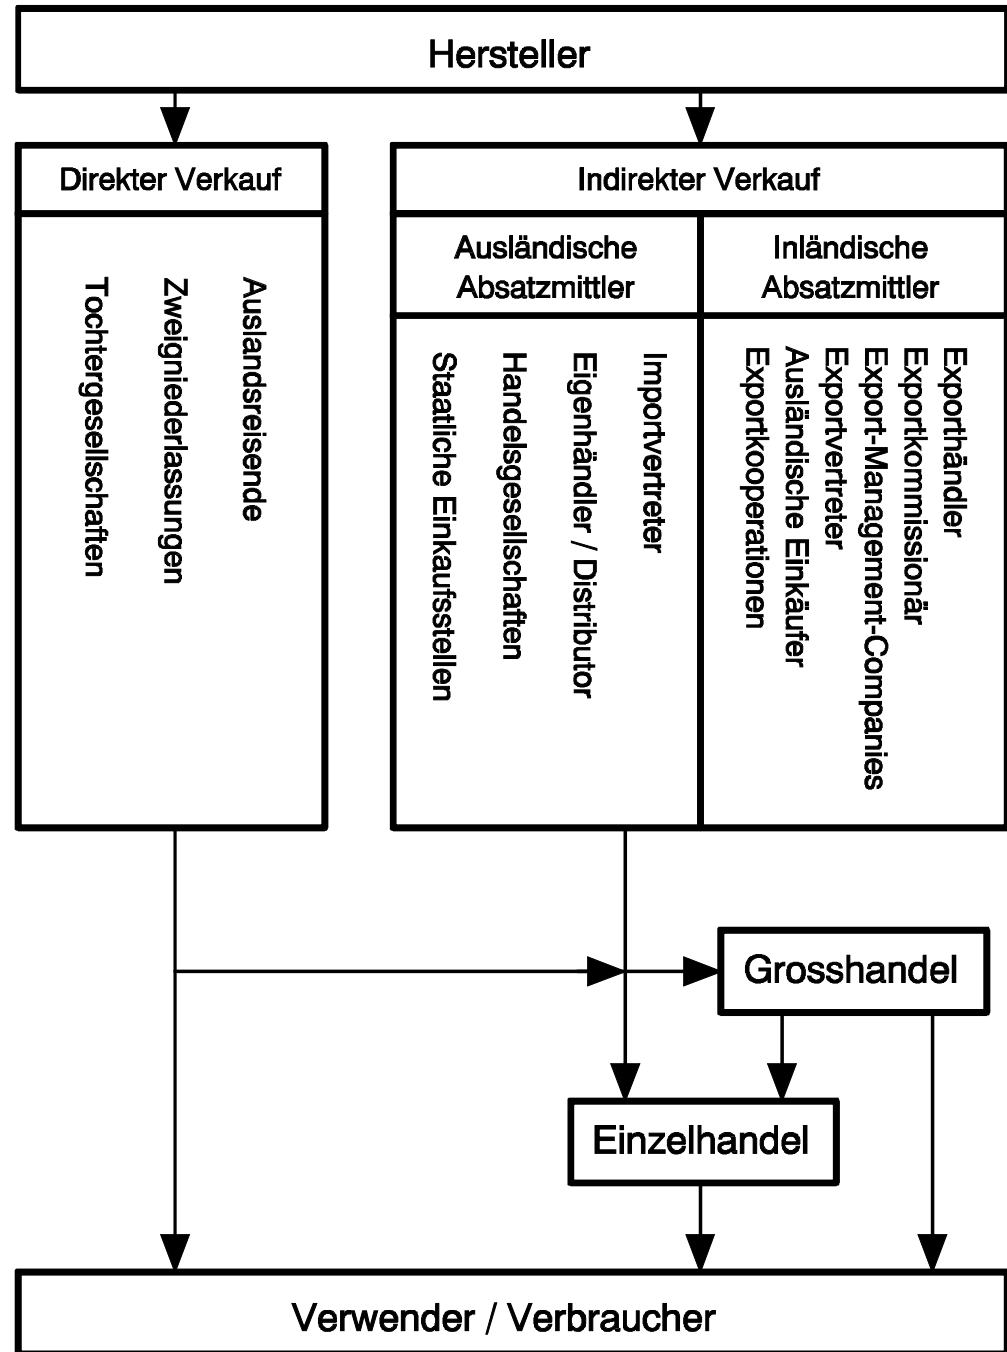 Hersteller
Direkter Verkauf
Auslandsreisende
Zweigniederlassungen
Tochtergesellschaften
Indirekter Verkauf
Ausländische
Absatzmittler
Importvertreter
Eigenhändler / Distributor
Handelsgesellschaften
Staatliche Einkaufsstellen
Inländische
Absatzmittler
Exporthändler
Exportkommissionär
Export-Management-Companies
Exportvertreter
Ausländische Einkäufer
Exportkooperationen
Grosshandel
Einzelhandel
Verwender / Verbraucher